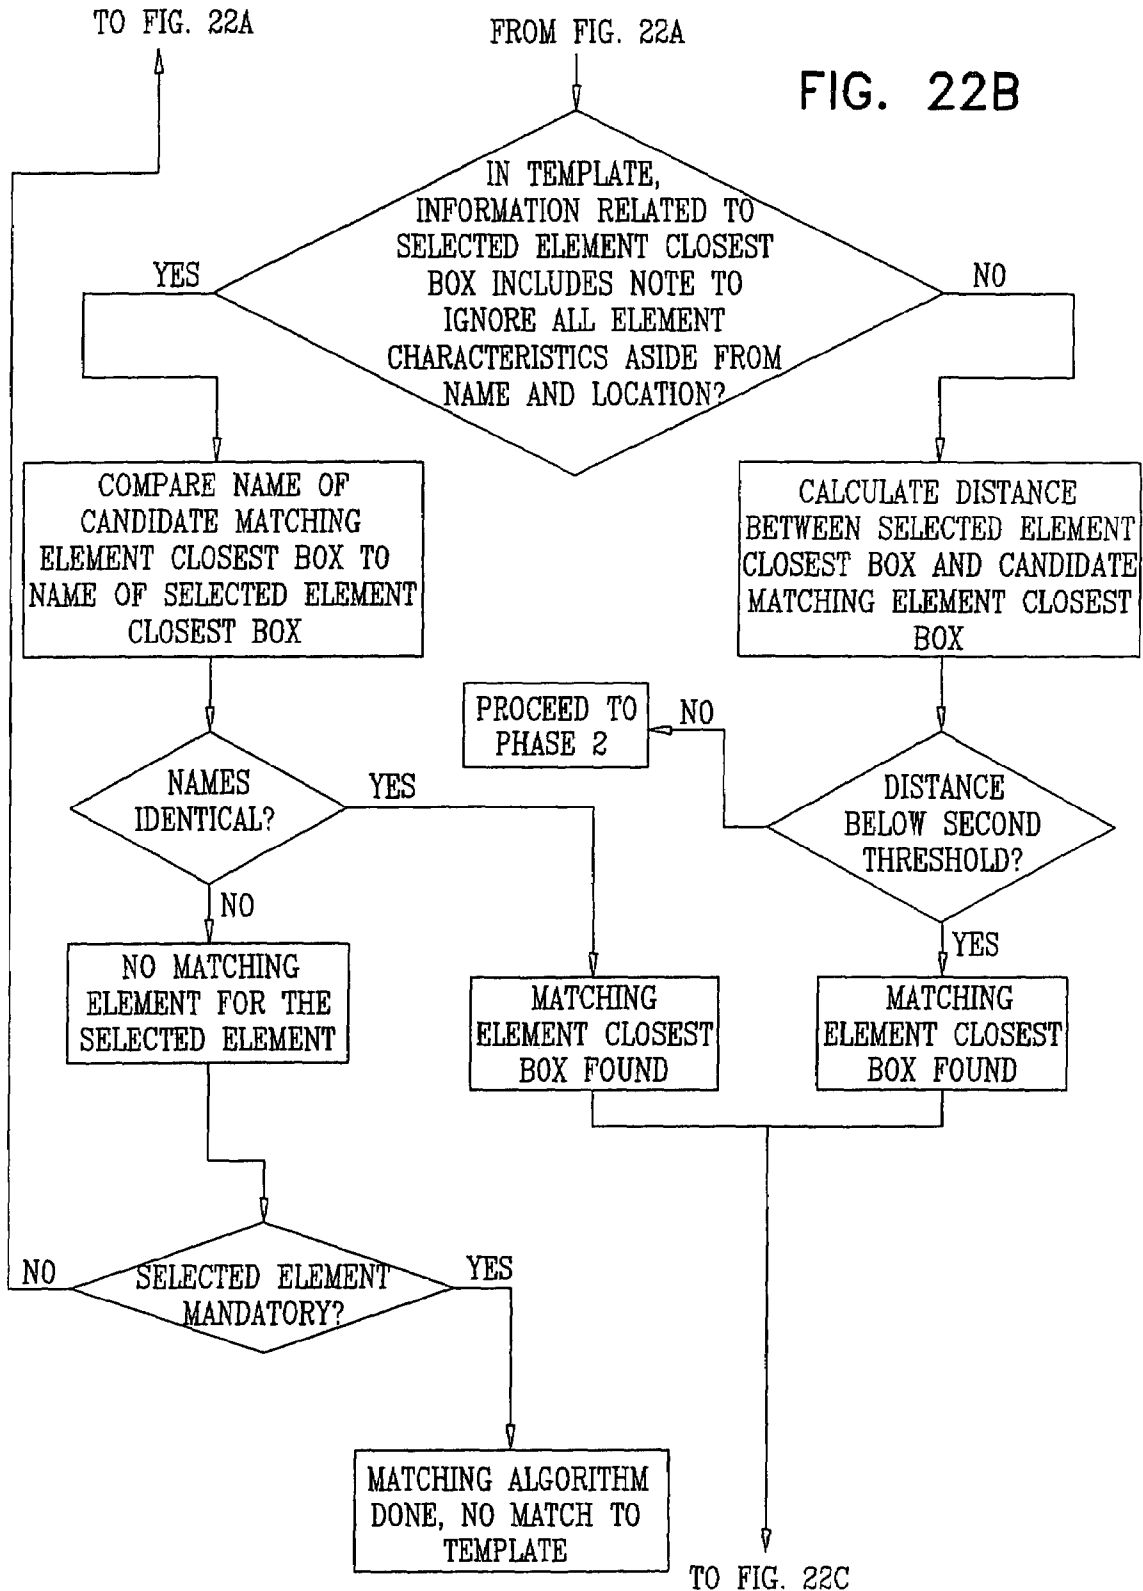 TO FIG. 22A
FROM FIG. 22A
FIG. 22B
IN TEMPLATE,
INFORMATION RELATED TO
SELECTED ELEMENT CLOSEST
BOX INCLUDES NOTE TO
IGNORE ALL ELEMENT
CHARACTERISTICS ASIDE FROM
NAME AND LOCATION?
YES
NO
COMPARE NAME OF
CANDIDATE MATCHING
ELEMENT CLOSEST BOX TO
NAME OF SELECTED ELEMENT
CLOSEST BOX
CALCULATE DISTANCE
BETWEEN SELECTED ELEMENT
CLOSEST BOX AND CANDIDATE
MATCHING ELEMENT CLOSEST
BOX
PROCEED TO
PHASE 2
NO
NAMES
IDENTICAL?
YES
DISTANCE
BELOW SECOND
THRESHOLD?
NO
YES
NO MATCHING
ELEMENT FOR THE
SELECTED ELEMENT
MATCHING
ELEMENT CLOSEST
BOX FOUND
MATCHING
ELEMENT CLOSEST
BOX FOUND
NO
SELECTED ELEMENT
MANDATORY?
YES
MATCHING ALGORITHM
DONE, NO MATCH TO
TEMPLATE
TO FIG. 22C